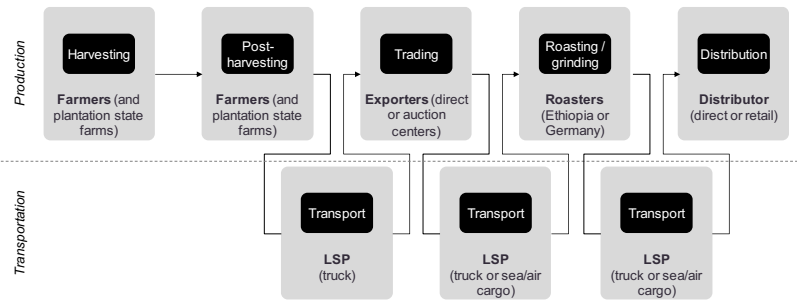 Production
Harvesting
Farmers (and
plantation state
farms)
Post-
harvesting
Farmers (and
plantation state
farms)
Trading
Exporters (direct
or auction
centers)
Roasting /
grinding
Roasters
(Ethiopia or
Germany)
Distribution
Distributor
(direct or retail)
Transportation
Transport
LSP
(truck)
Transport
LSP
(truck or sea/air
cargo)
Transport
LSP
(truck or sea/air
cargo)